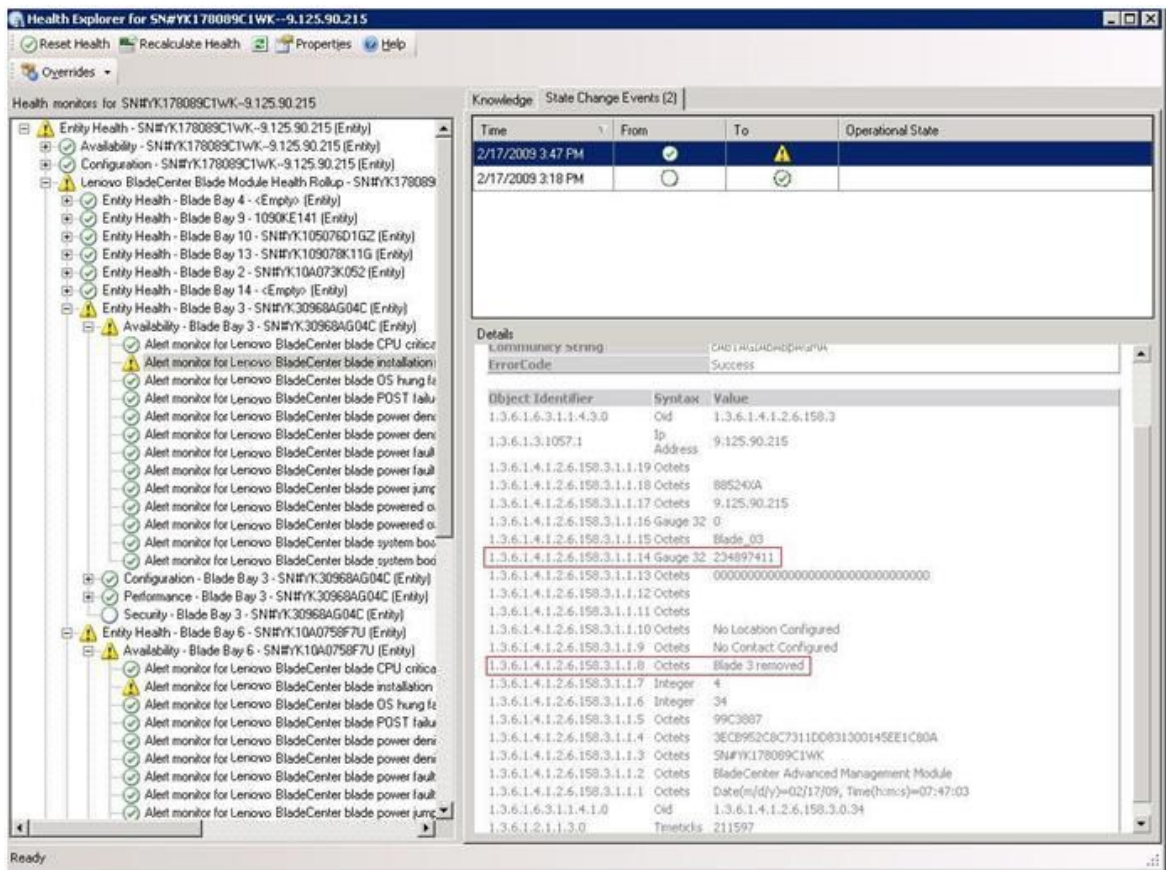 Health Explorer for SN#YK178089C1WK--9.125.90.215
Reset Health Recalculate Health Properties Help
Overrides
Health monitors for SN#YK178089C1WK--9.125.90.215
Entity Health - SN#YK178089C1WK--9.125.90.215 (Entity)
Availability - SN#YK178089C1WK--9.125.90.215 (Entity)
Configuration - SN#YK178089C1WK--9.125.90.215 (Entity)
Lenovo BladeCenter Blade Module Health Rollup - SN#YK178089
Entity Health - Blade Bay 4 - <Empty> (Entity)
Entity Health - Blade Bay 9 - 1090KE141 (Entity)
Entity Health - Blade Bay 10 - SN#YK105076D1GZ (Entity)
Entity Health - Blade Bay 13 - SN#YK109078K11G (Entity)
Entity Health - Blade Bay 2 - SN#YK10A073K052 (Entity)
Entity Health - Blade Bay 14 - <Empty> (Entity)
Entity Health - Blade Bay 3 - SN#YK30968AG04C (Entity)
Availability - Blade Bay 3 - SN#YK30968AG04C (Entity)
Alert monitor for Lenovo BladeCenter blade CPU critica
Alert monitor for Lenovo BladeCenter blade installation
Alert monitor for Lenovo BladeCenter blade OS hung fa
Alert monitor for Lenovo BladeCenter blade POST failu
Alert monitor for Lenovo BladeCenter blade power deni
Alert monitor for Lenovo BladeCenter blade power deni
Alert monitor for Lenovo BladeCenter blade power fault
Alert monitor for Lenovo BladeCenter blade power fault
Alert monitor for Lenovo BladeCenter blade power jump
Alert monitor for Lenovo BladeCenter blade powered o
Alert monitor for Lenovo BladeCenter blade powered o
Alert monitor for Lenovo BladeCenter blade system boa
Alert monitor for Lenovo BladeCenter blade system boo
Configuration - Blade Bay 3 - SN#YK30968AG04C (Entity)
Performance - Blade Bay 3 - SN#YK30968AG04C (Entity)
Security - Blade Bay 3 - SN#YK30968AG04C (Entity)
Entity Health - Blade Bay 6 - SN#YK10A0758F7U (Entity)
Availability - Blade Bay 6 - SN#YK10A0758F7U (Entity)
Alert monitor for Lenovo BladeCenter blade CPU critica
Alert monitor for Lenovo BladeCenter blade installation
Alert monitor for Lenovo BladeCenter blade OS hung fa
Alert monitor for Lenovo BladeCenter blade POST failu
Alert monitor for Lenovo BladeCenter blade power deni
Alert monitor for Lenovo BladeCenter blade power deni
Alert monitor for Lenovo BladeCenter blade power fault
Alert monitor for Lenovo BladeCenter blade power fault
Alert monitor for Lenovo BladeCenter blade power jump
Knowledge State Change Events (2)
Time From To Operational State
2/17/2009 3:47 PM
2/17/2009 3:18 PM
Details
Community String
ErrorCode Success
Object Identifier Syntax Value
1.3.6.1.6.3.1.1.4.3.0 Oid 1.3.6.1.4.1.2.6.158.3
1.3.6.1.3.1057.1 Ip Address 9.125.90.215
1.3.6.1.4.1.2.6.158.3.1.1.19 Octets
1.3.6.1.4.1.2.6.158.3.1.1.18 Octets 88524XA
1.3.6.1.4.1.2.6.158.3.1.1.17 Octets 9.125.90.215
1.3.6.1.4.1.2.6.158.3.1.1.16 Gauge 32 0
1.3.6.1.4.1.2.6.158.3.1.1.15 Octets Blade_03
1.3.6.1.4.1.2.6.158.3.1.1.14 Gauge 32 234897411
1.3.6.1.4.1.2.6.158.3.1.1.13 Octets 00000000000000000000000000000000
1.3.6.1.4.1.2.6.158.3.1.1.12 Octets
1.3.6.1.4.1.2.6.158.3.1.1.11 Octets
1.3.6.1.4.1.2.6.158.3.1.1.10 Octets No Location Configured
1.3.6.1.4.1.2.6.158.3.1.1.9 Octets No Contact Configured
1.3.6.1.4.1.2.6.158.3.1.1.8 Octets Blade 3 removed
1.3.6.1.4.1.2.6.158.3.1.1.7 Integer 4
1.3.6.1.4.1.2.6.158.3.1.1.6 Integer 34
1.3.6.1.4.1.2.6.158.3.1.1.5 Octets 99C3887
1.3.6.1.4.1.2.6.158.3.1.1.4 Octets 3ECB952C8C7311DD831300145EE1C80A
1.3.6.1.4.1.2.6.158.3.1.1.3 Octets SN#YK178089C1WK
1.3.6.1.4.1.2.6.158.3.1.1.2 Octets BladeCenter Advanced Management Module
1.3.6.1.4.1.2.6.158.3.1.1.1 Octets Date(m/d/y)=02/17/09, Time(h:m:s)=07:47:03
1.3.6.1.6.3.1.1.4.1.0 Oid 1.3.6.1.4.1.2.6.158.3.0.34
1.3.6.1.2.1.1.3.0 Timeticks 211597
Ready